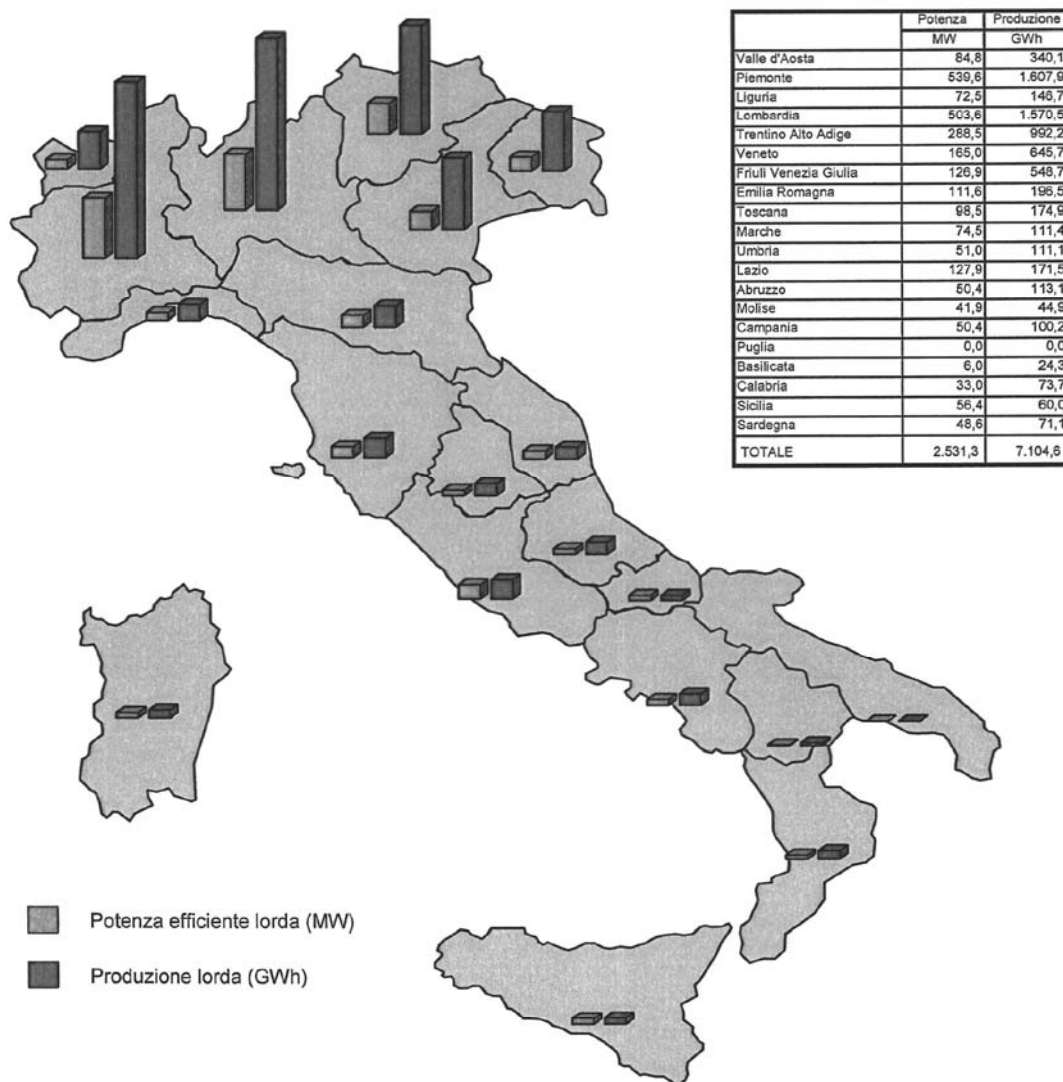 Potenza Produzione
MW GWh
Valle d'Aosta 84,8 340,1
Piemonte 539,6 1.607,9
Liguria 72,5 146,7
Lombardia 503,6 1.570,5
Trentino Alto Adige 288,5 992,2
Veneto 165,0 645,7
Friuli Venezia Giulia 126,9 548,7
Emilia Romagna 111,6 196,5
Toscana 98,5 174,9
Marche 74,5 111,4
Umbria 51,0 111,1
Lazio 127,9 171,5
Abruzzo 50,4 113,1
Molise 41,9 44,9
Campania 50,4 100,2
Puglia 0,0 0,0
Basilicata 6,0 24,3
Calabria 33,0 73,7
Sicilia 56,4 60,0
Sardegna 48,6 71,1
TOTALE 2.531,3 7.104,6
Potenza efficiente lorda (MW)
Produzione lorda (GWh)